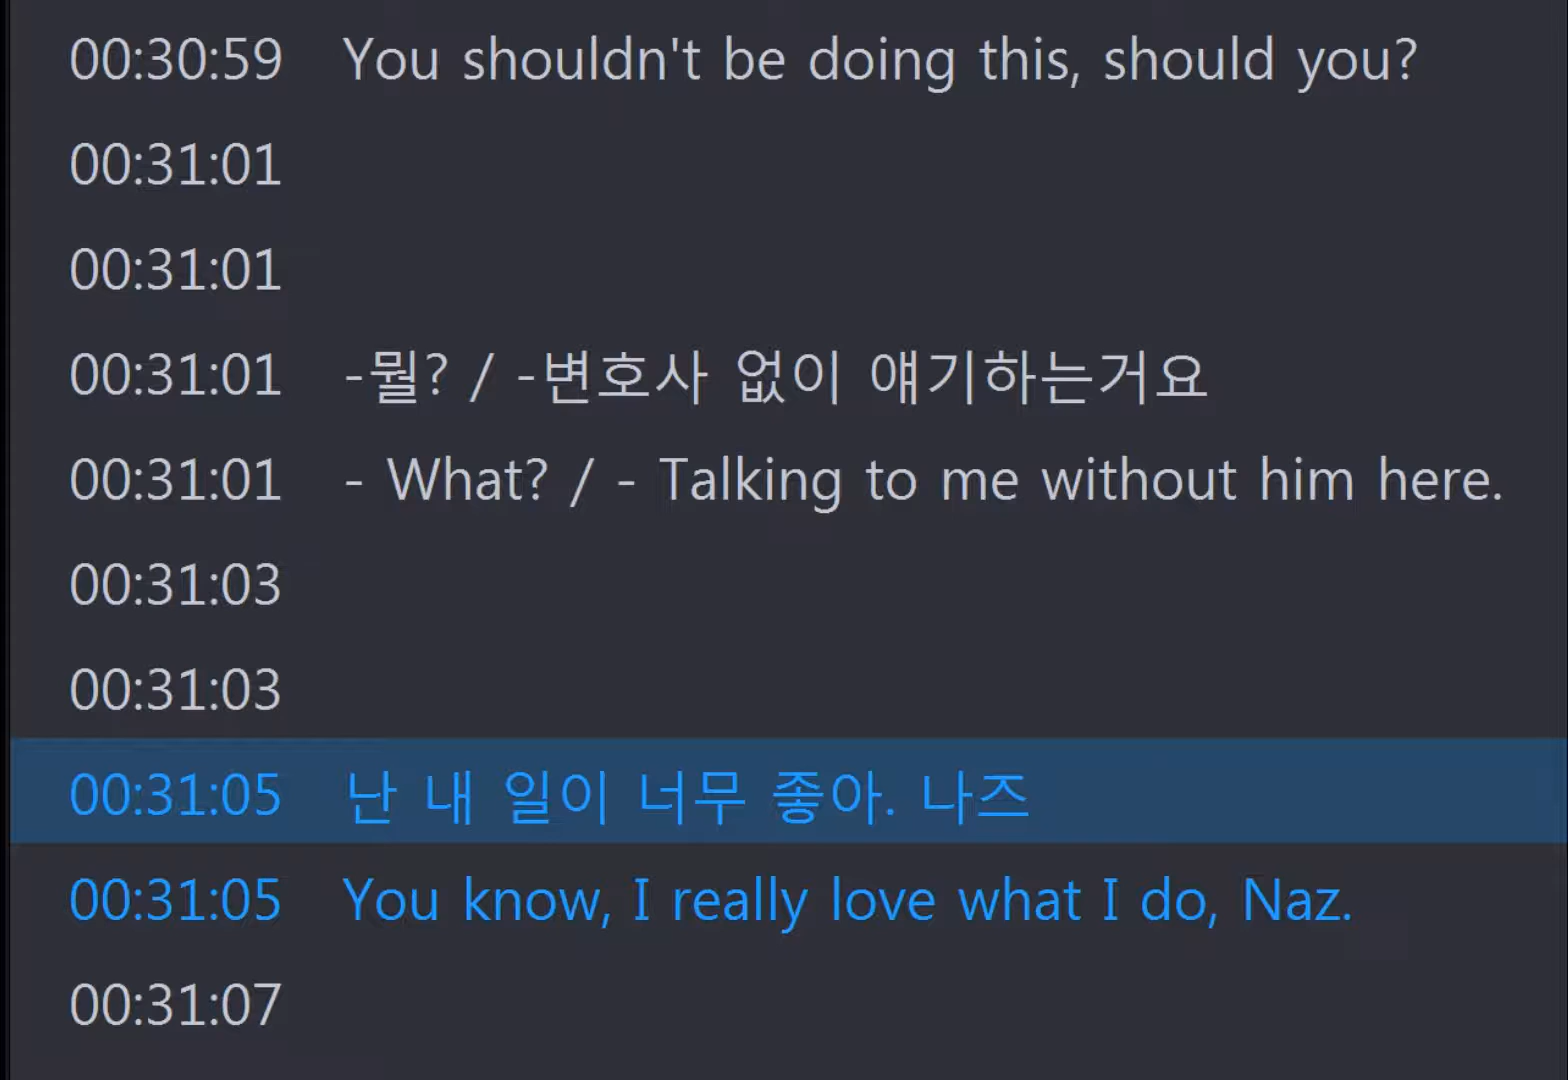 00:30:59 You shouldn't be doing this, should you?
00:31:01
00:31:01
00:31:01 -뭘? / -변호사 없이 얘기하는거요
00:31:01 - What? / - Talking to me without him here.
00:31:03
00:31:03
00:31:05 난 내 일이 너무 좋아. 나즈
00:31:05 You know, I really love what I do, Naz.
00:31:07